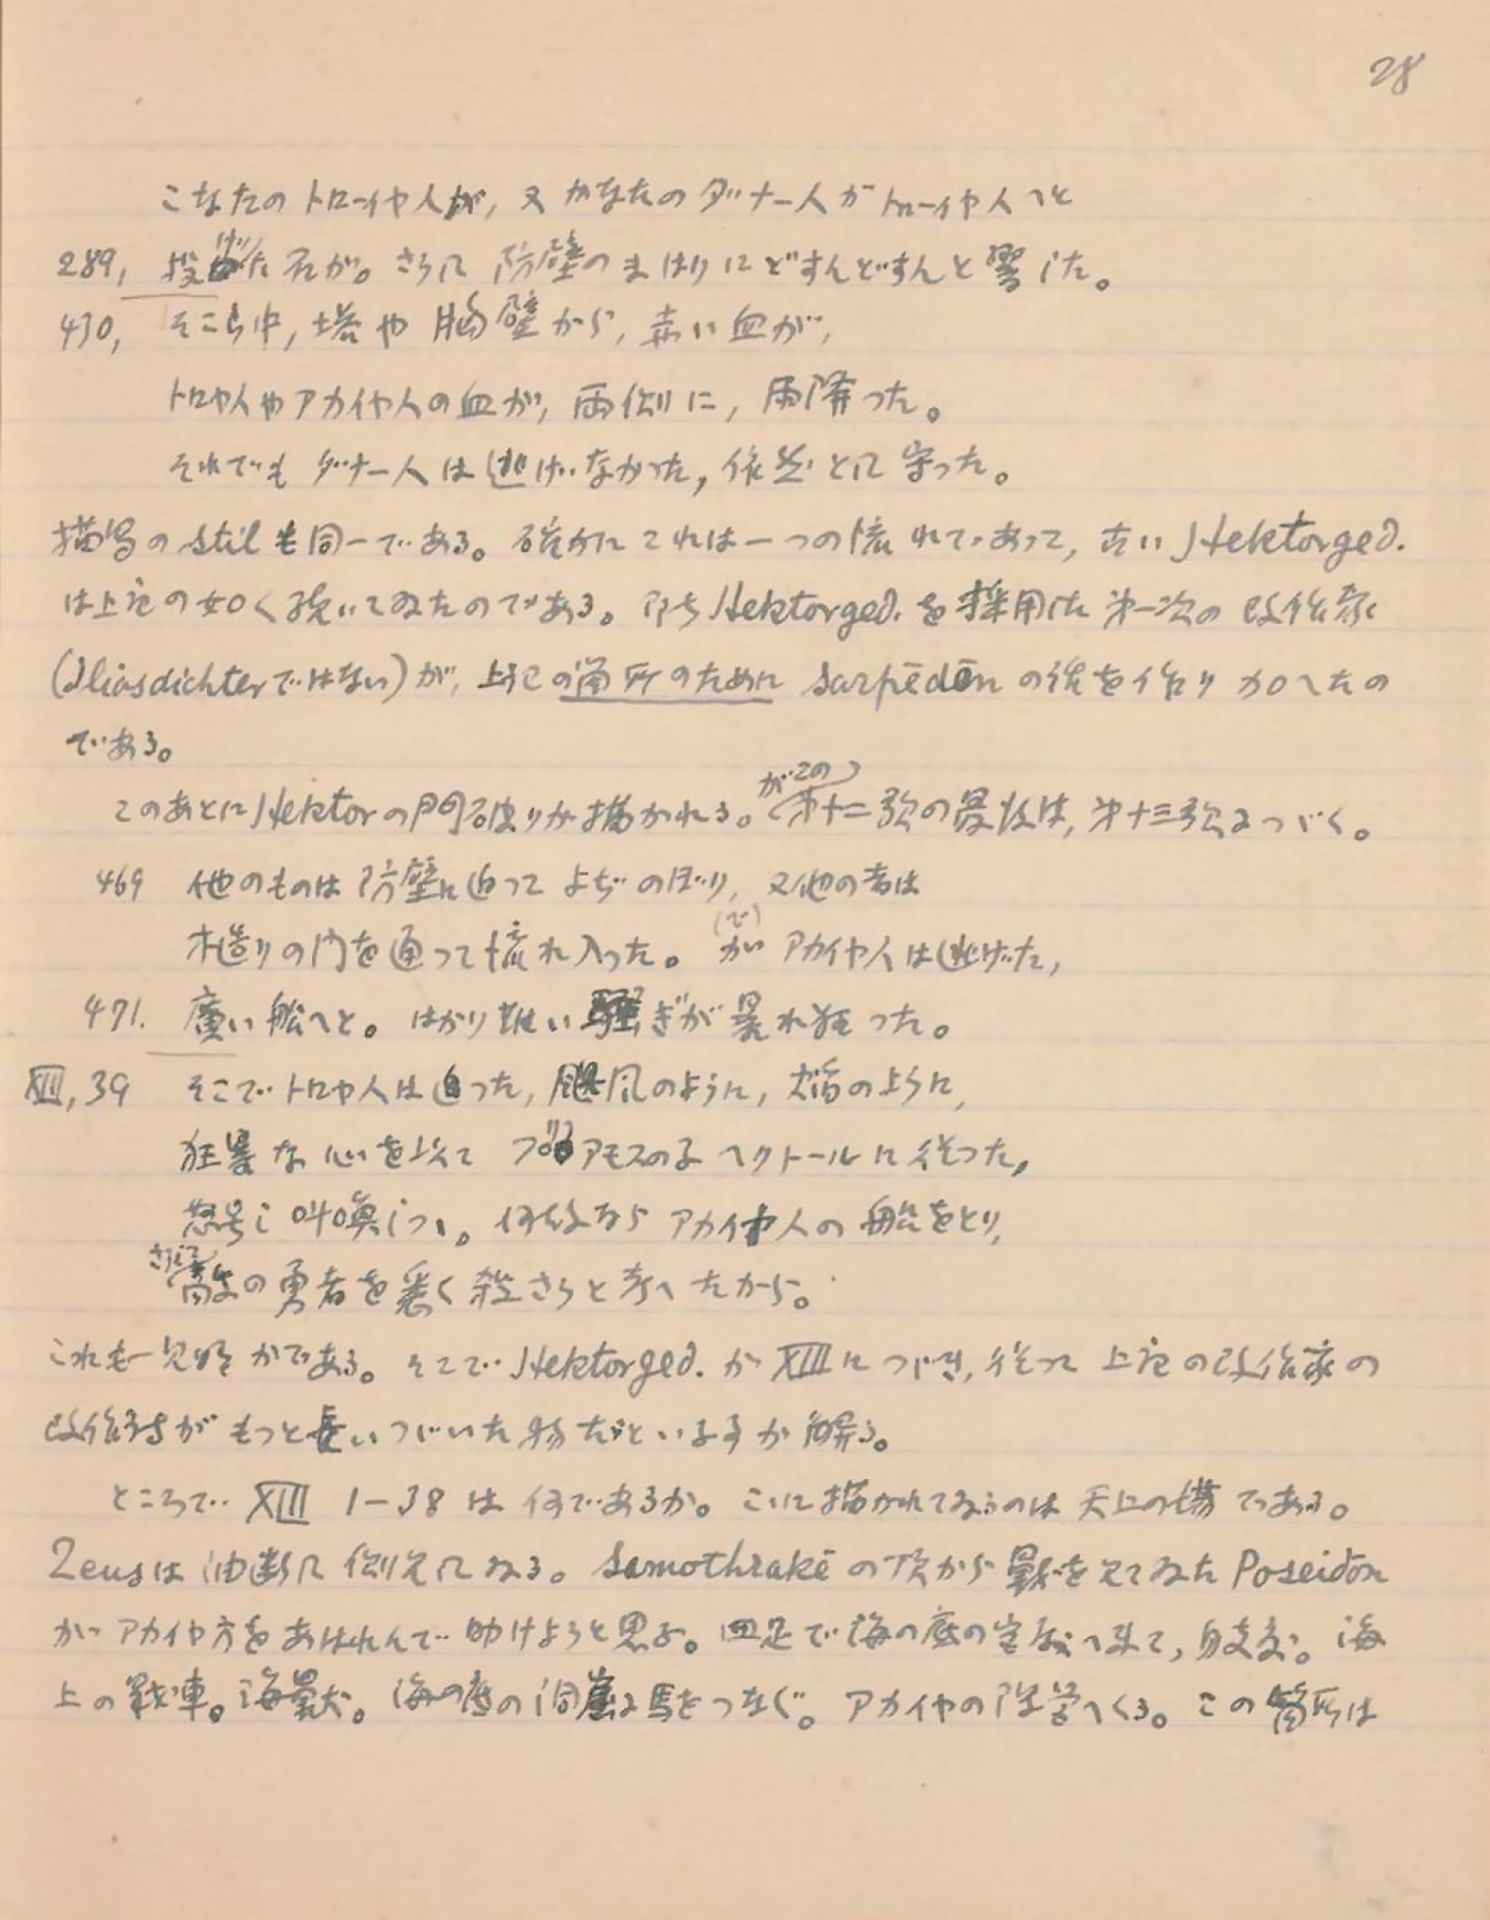 28
こなたのトローイヤ人が, 又かなたのダナー人がトローイヤ人へと
289, 投げた石が。さらに防壁のまはりにどすんどすんと響いた。
430, そこら中, 塔や胸壁から, 赤い血が,
トロヤ人やアカイヤ人の血が, 両側に, 雨降った。
それでもダナー人は逃げなかった, 依然とに守った。
描写のstilも同一である。確かにこれは一つの流れであって, 古いHektorged.
は上記の如く続いてゐたのである。即ちHektorged.を採用した第一次の改作家
(Iliasdichterではない)が, 上記の箇所のためにSarpēdōnの後を作り加へたの
である。
このあとにHektorの門破りが描かれる。がこの第十二歌の最後は, 第十三歌につづく。
469 他のものは防壁に迫ってよぢのぼり, 又他の者は
木造りの門を通って流れ入った。が(で)アカイヤ人は逃げた,
471. 廣い船へと。はかり難い騒ぎが暴れ狂った。
XIII, 39 そこでトロヤ人は迫った, 颶風のように, 焔のように,
狂暴な心を以てプリアモスの子ヘクトールに従った,
怒号し叫喚しつゝ。何故ならアカイヤ人の船をとり,
さうして敵の勇者を悉く殺さうと考へたから。
これも一見明かである。そこでHektorged.がXIIIにつづき, 従って上記の改作家の
改作詩がもっと長いつづいた物だといふ事が解る。
ところでXIII 1-38は何であるか。こゝに描かれてゐるのは天上の場である。
Zeusは油断に側見してゐる。Samothrakēの頂から戦を見てゐたPoseidōn
がアカイヤ方をあはれんで助けようと思ふ。四足で海の底の宮殿へ来て, 身支度。海
上の戦車。海獣。海の底の洞窟に馬をつなぐ。アカイヤの陣営へくる。この箇所は